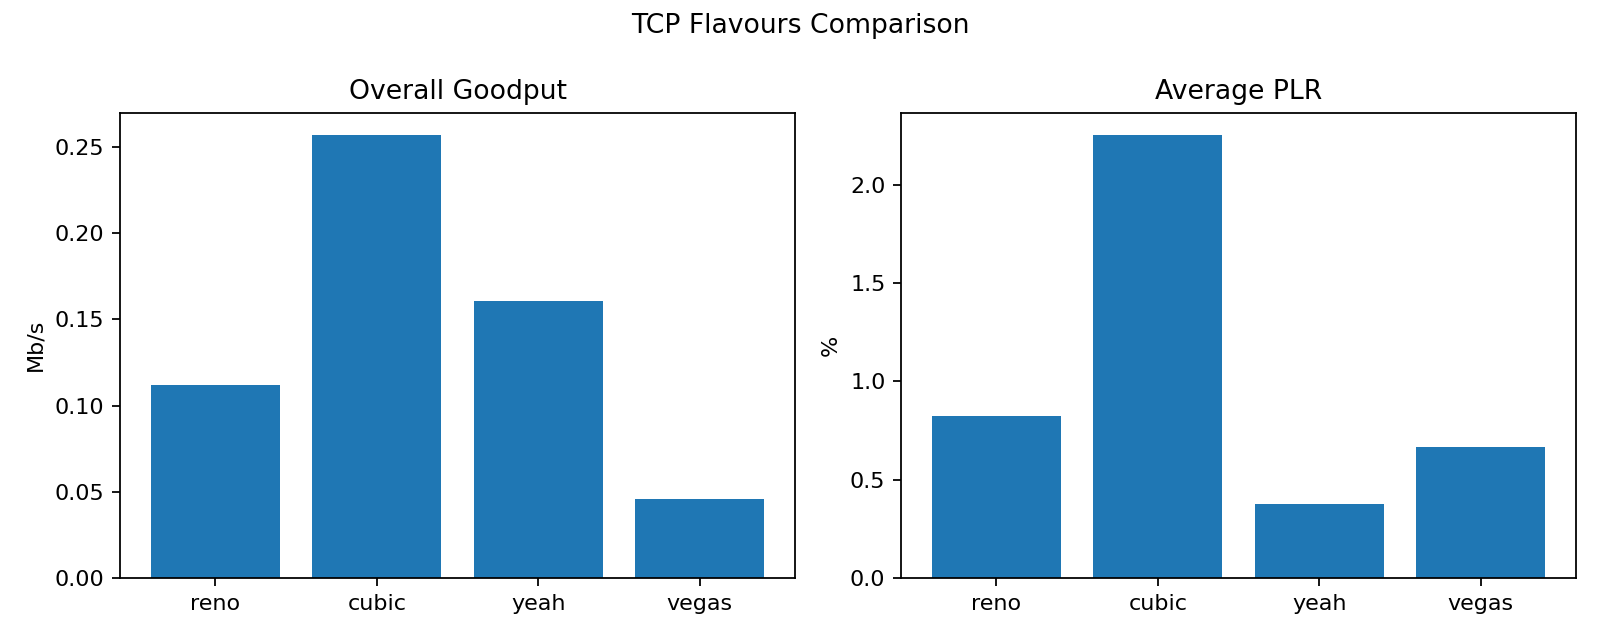 TCP Flavours Comparison
Overall Goodput
Mb/s
0.25
0.20
0.15
0.10
0.05
0.00
reno cubic yeah vegas
Average PLR
%
2.0
1.5
1.0
0.5
0.0
reno cubic yeah vegas